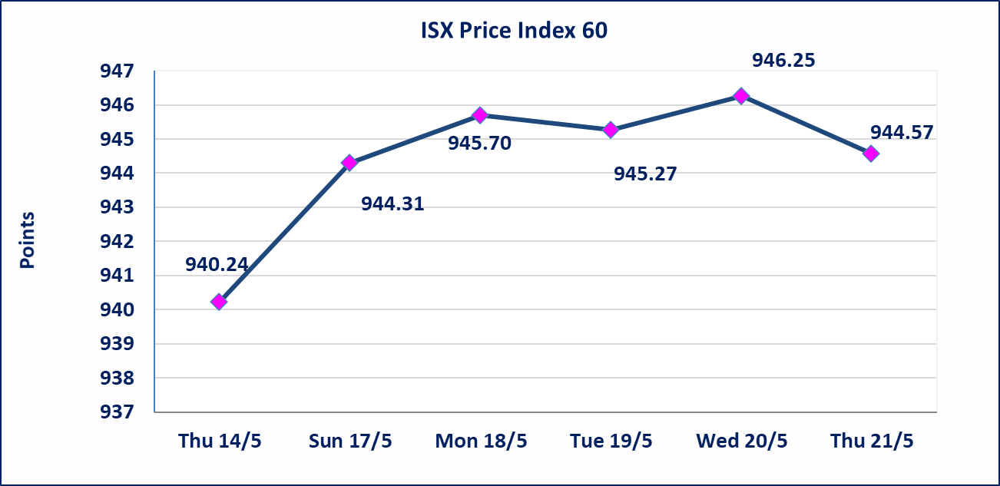 ISX Price Index 60
946.25
947
946
944.57
945
945.70
944
945.27
943
944.31
942
941
940.24
940
939
938
937
Points
Thu 14/5
Sun 17/5
Mon 18/5
Tue 19/5
Wed 20/5
Thu 21/5